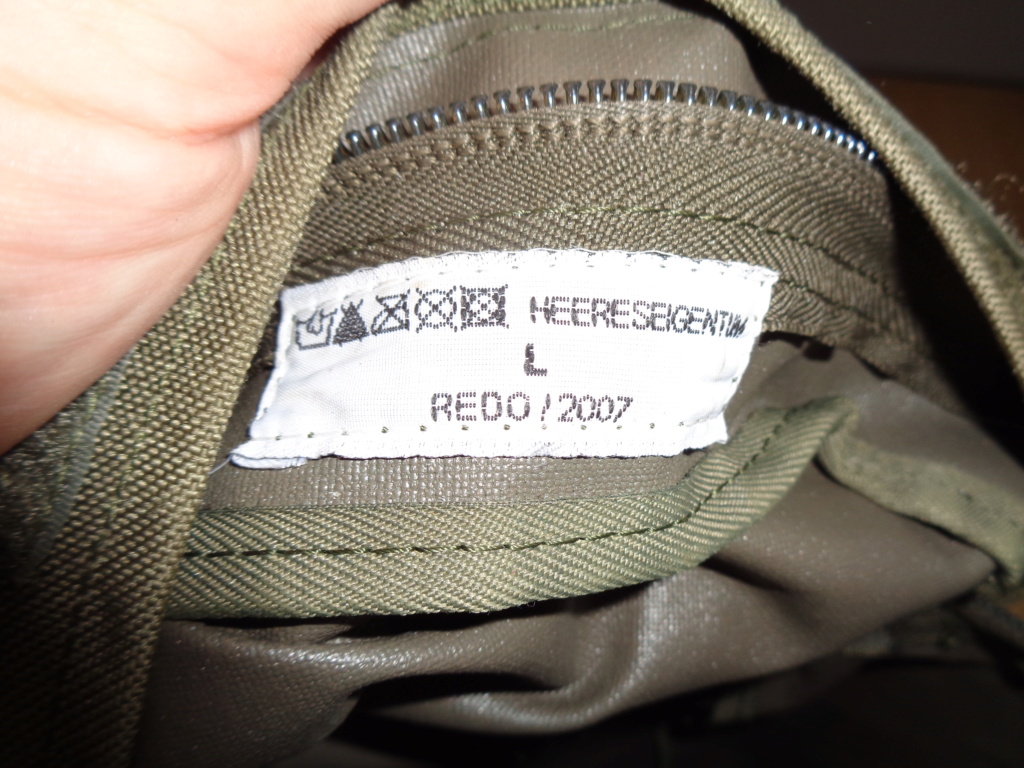 HEERESEIGENTUM
L
REDO / 2007